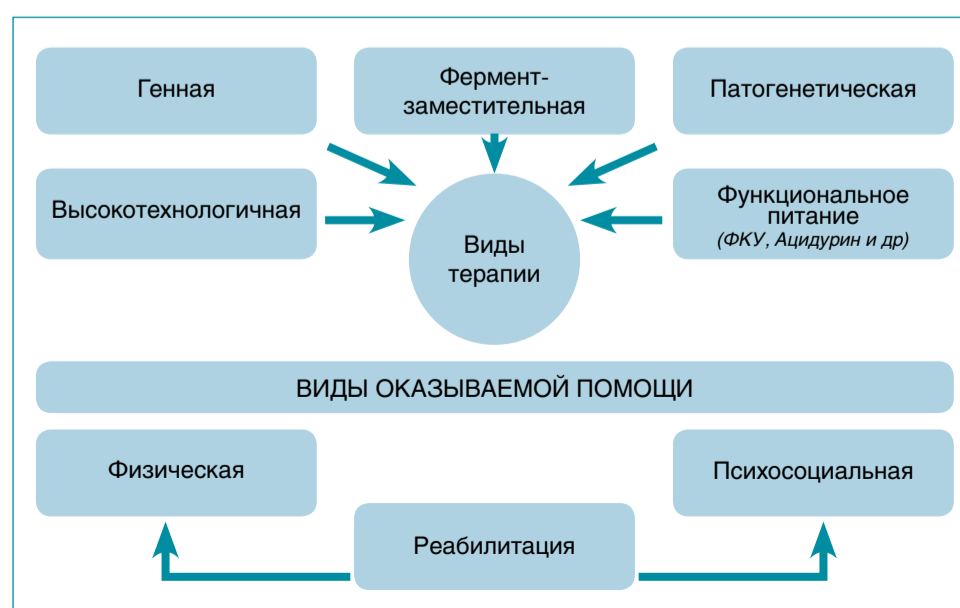 Генная
Фермент-
заместительная
Патогенетическая
Высокотехнологичная
Функциональное
питание
(ФКУ, Ацидурин и др)
Виды
терапии
ВИДЫ ОКАЗЫВАЕМОЙ ПОМОЩИ
Физическая
Психосоциальная
Реабилитация